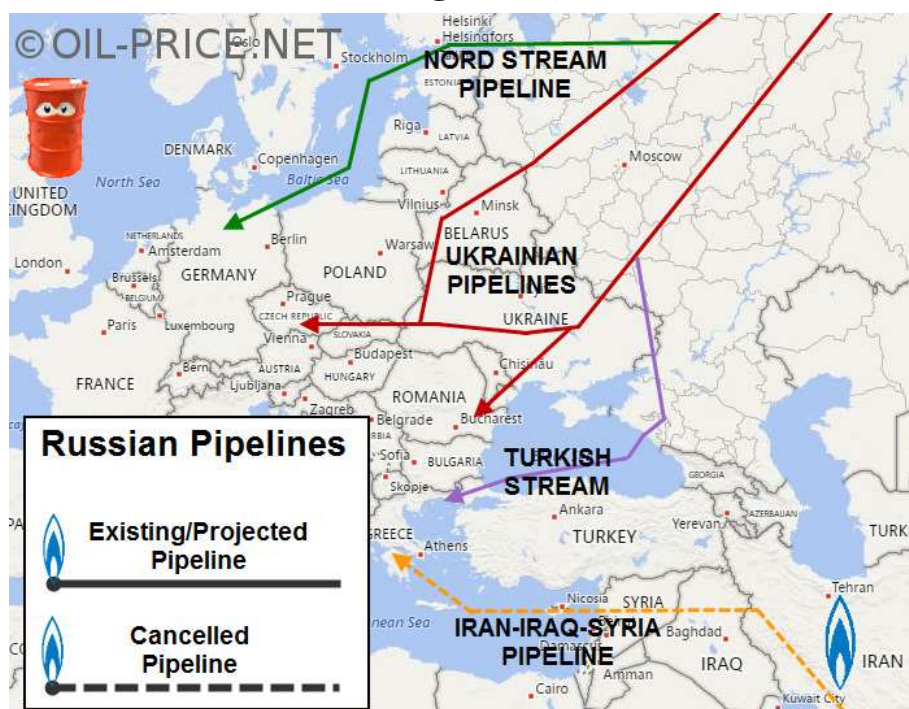 © OIL-PRICE.NET
Oslo
Helsinki
Helsingfors
Stockholm
NORD STREAM
PIPELINE
ESTONIA
Riga
LATVIA
Moscow
DENMARK
Copenhagen
North Sea
Baltic Sea
LITHUANIA
UNITED
KINGDOM
Vilnius
Minsk
BELARUS
NETHERLANDS
Amsterdam
Berlin
Warsaw
London
UKRAINIAN
PIPELINES
GERMANY
POLAND
Brussels
BELGIUM
Prague
CZECH REPUBLIC
UKRAINE
Paris
Luxembourg
SLOVAKIA
Vienna
Budapest
Chisinau
Bern
AUSTRIA
HUNGARY
FRANCE
Ljubljana
ROMANIA
Zagreb
Belgrade
Bucharest
Russian Pipelines
Sofia
BULGARIA
TURKISH
STREAM
GEORGIA
Skopje
Ankara
Yerevan
AZERBAIJAN
Existing/Projected
Pipeline
GREECE
Athens
TURKEY
Tehran
Nicosia
SYRIA
Cancelled
Pipeline
IRAN-IRAQ-SYRIA
PIPELINE
Baghdad
Damascus
Amman
IRAQ
IRAN
Cairo
Kuwait City